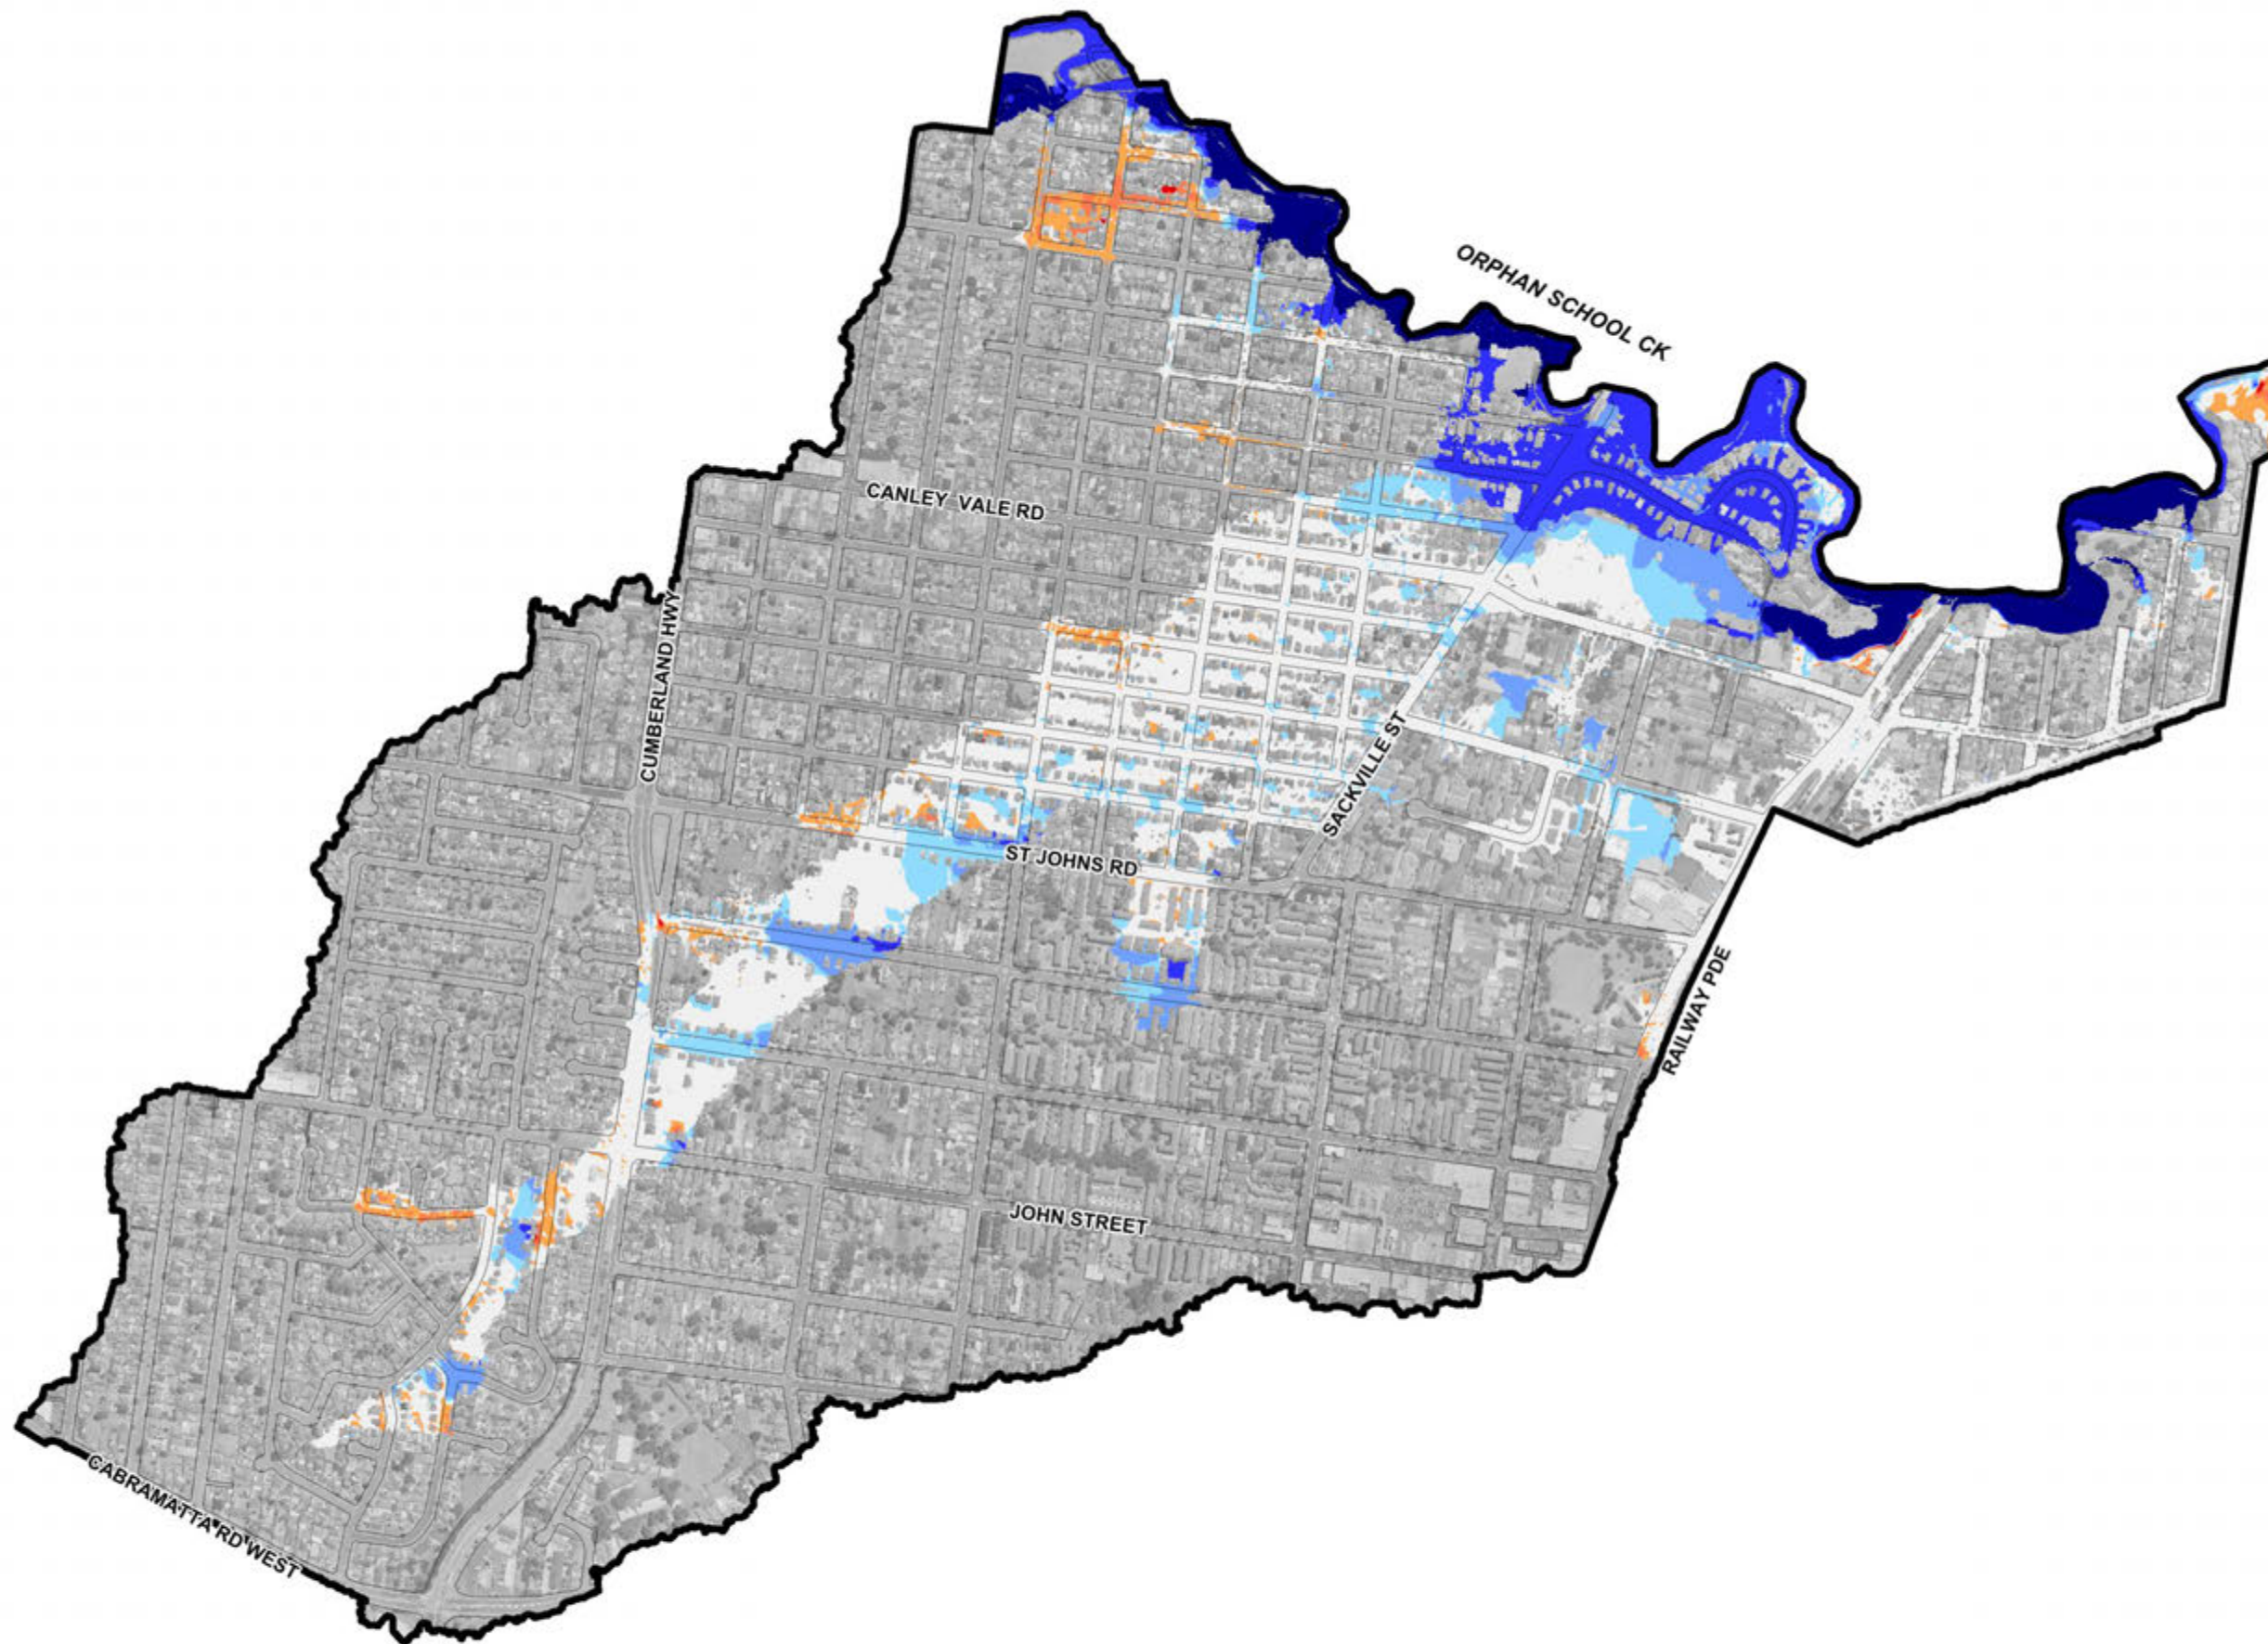 ORPHAN SCHOOL CK
CANLEY VALE RD
CUMBERLAND HWY
SACKVILLE ST
ST JOHNS RD
RAILWAY PDE
JOHN STREET
CABRAMATTA RD WEST